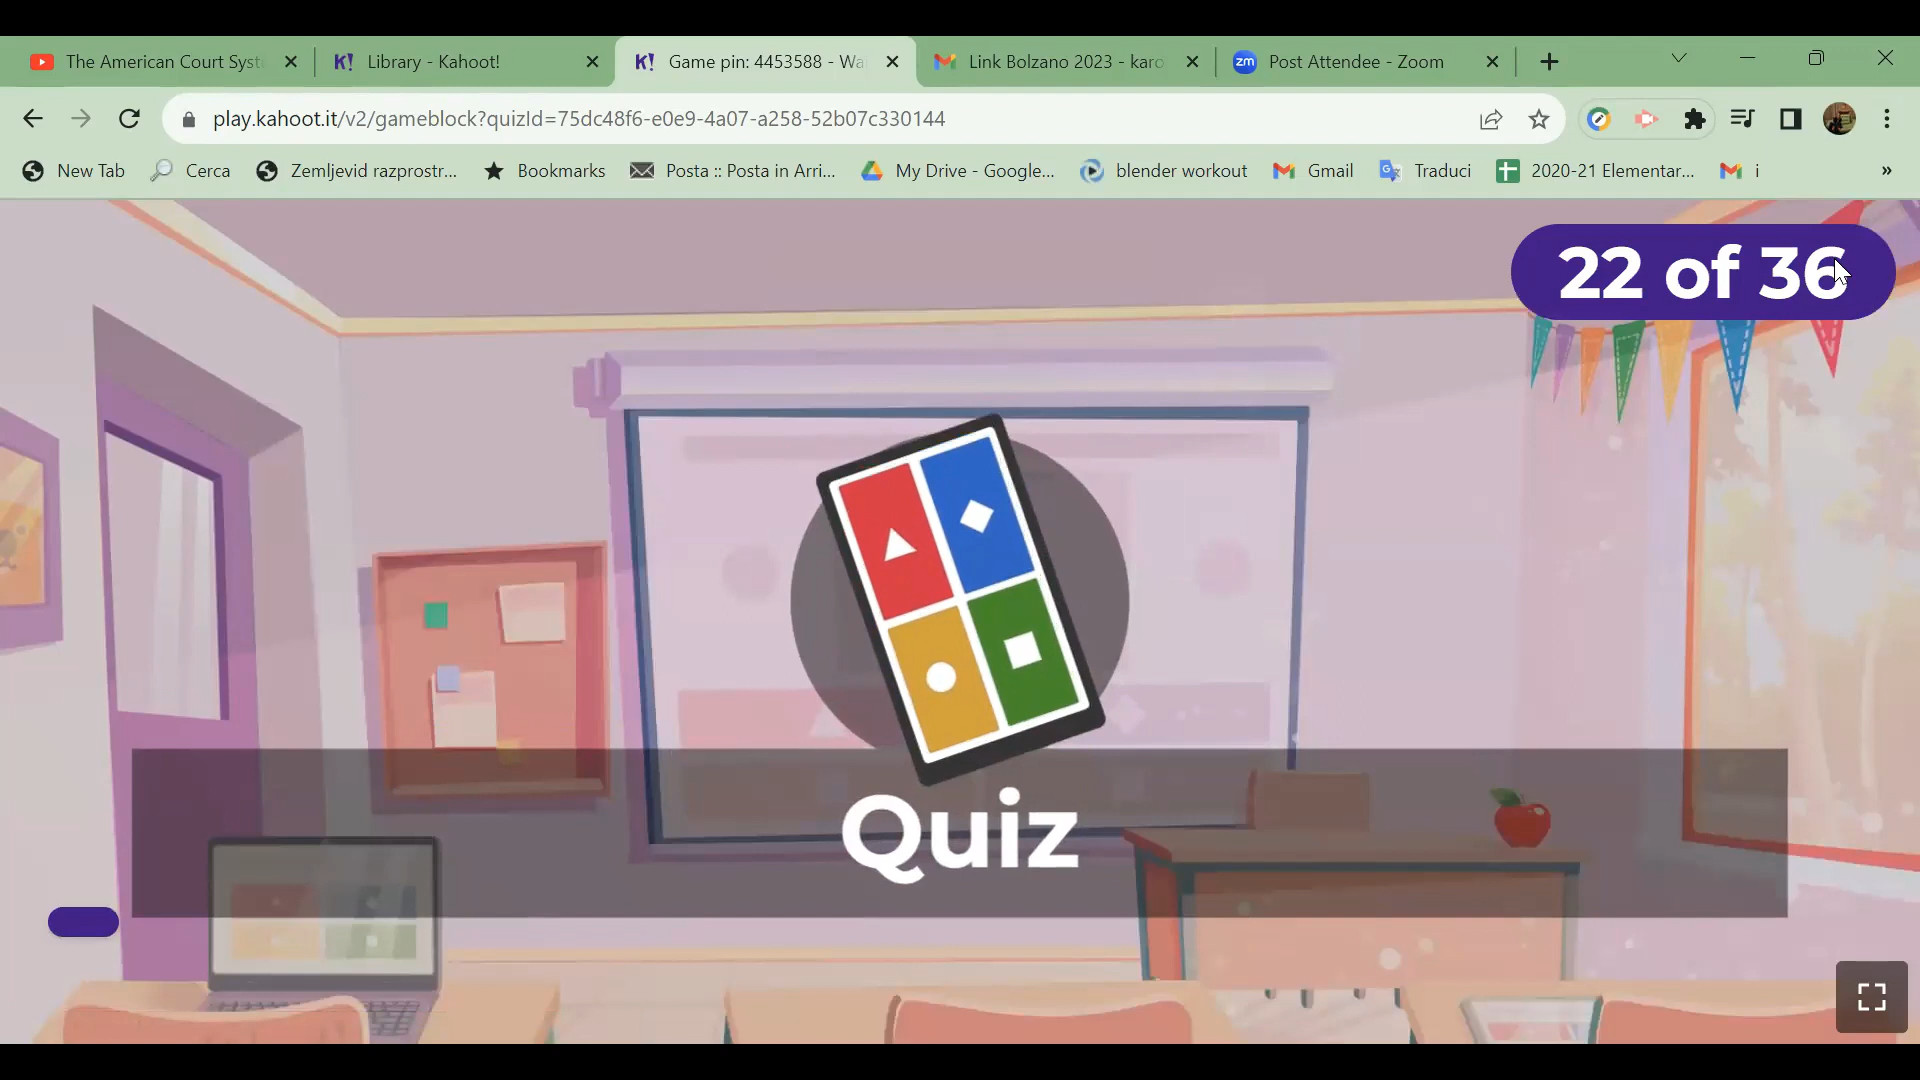 The American Court Syst
K! Library - Kahoot!
K! Game pin: 4453588 - Wa
Link Bolzano 2023 - karo
zm Post Attendee - Zoom
play.kahoot.it/v2/gameblock?quizId=75dc48f6-e0e9-4a07-a258-52b07c330144
New Tab
Cerca
Zemljevid razprostr...
Bookmarks
Posta :: Posta in Arri...
My Drive - Google...
blender workout
Gmail
Traduci
2020-21 Elementar...
i
»
22 of 36
Quiz